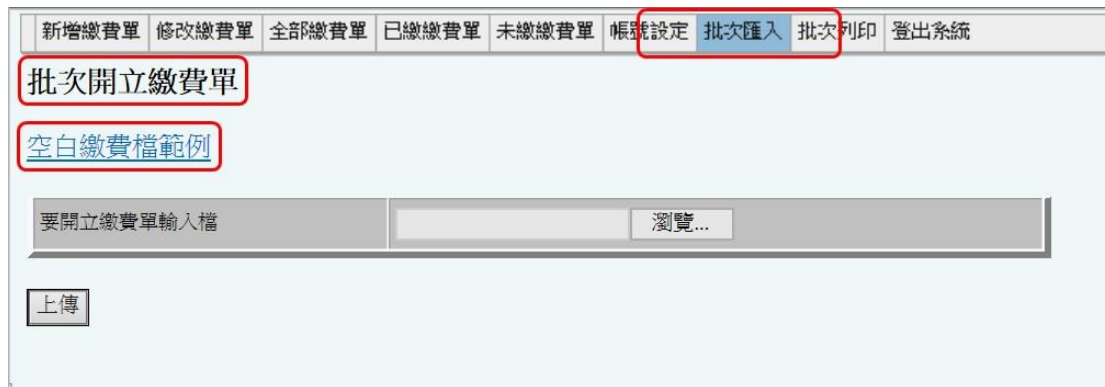 新增繳費單 修改繳費單 全部繳費單 已繳繳費單 未繳繳費單 帳號設定 批次匯入 批次列印 登出系統
批次開立繳費單
空白繳費檔範例
要開立繳費單輸入檔 瀏覽...
上傳